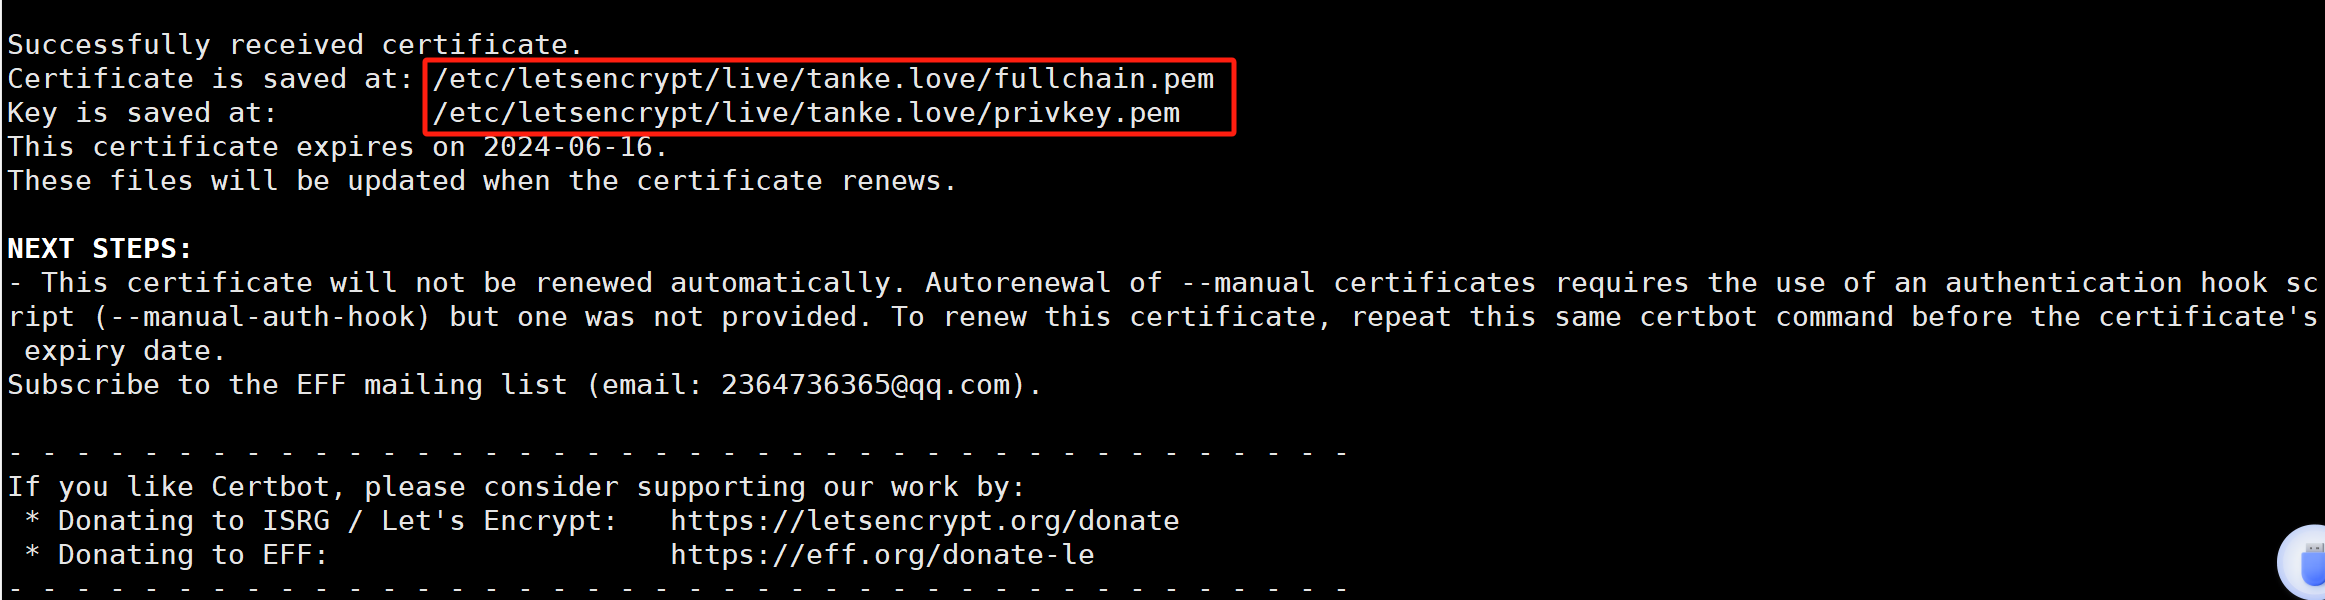 Successfully received certificate.
Certificate is saved at: /etc/letsencrypt/live/tanke.love/fullchain.pem
Key is saved at:         /etc/letsencrypt/live/tanke.love/privkey.pem
This certificate expires on 2024-06-16.
These files will be updated when the certificate renews.

NEXT STEPS:
- This certificate will not be renewed automatically. Autorenewal of --manual certificates requires the use of an authentication hook sc
ript (--manual-auth-hook) but one was not provided. To renew this certificate, repeat this same certbot command before the certificate's
 expiry date.
Subscribe to the EFF mailing list (email: 2364736365@qq.com).

- - - - - - - - - - - - - - - - - - - - - - - - - - - - - - - - - - - - - - - -
If you like Certbot, please consider supporting our work by:
 * Donating to ISRG / Let's Encrypt:   https://letsencrypt.org/donate
 * Donating to EFF:                    https://eff.org/donate-le
- - - - - - - - - - - - - - - - - - - - - - - - - - - - - - - - - - - - - - - -